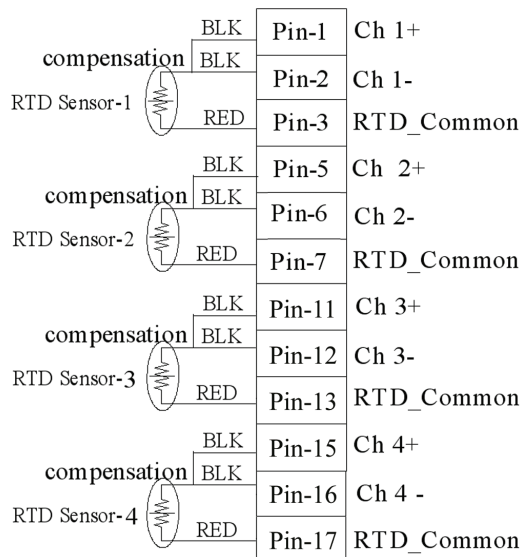 BLK Pin-1 Ch 1+
compensation BLK Pin-2 Ch 1-
RTD Sensor-1
RED Pin-3 RTD_Common
BLK Pin-5 Ch 2+
compensation BLK Pin-6 Ch 2-
RTD Sensor-2
RED Pin-7 RTD_Common
BLK Pin-11 Ch 3+
compensation BLK Pin-12 Ch 3-
RTD Sensor-3
RED Pin-13 RTD_Common
BLK Pin-15 Ch 4+
compensation BLK Pin-16 Ch 4 -
RTD Sensor-4
RED Pin-17 RTD_Common